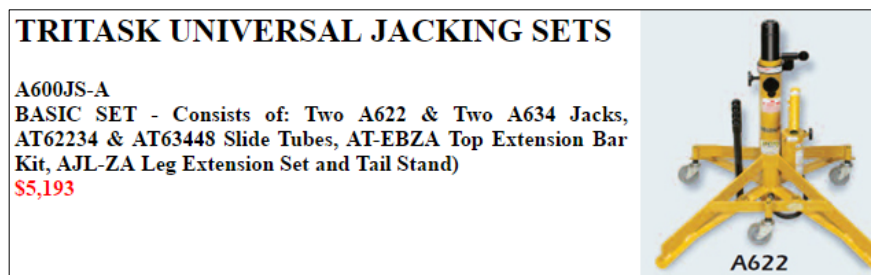 TRITASK UNIVERSAL JACKING SETS
A600JS-A
BASIC SET - Consists of: Two A622 & Two A634 Jacks,
AT62234 & AT63448 Slide Tubes, AT-EBZA Top Extension Bar
Kit, AJL-ZA Leg Extension Set and Tail Stand)
$5,193
A622